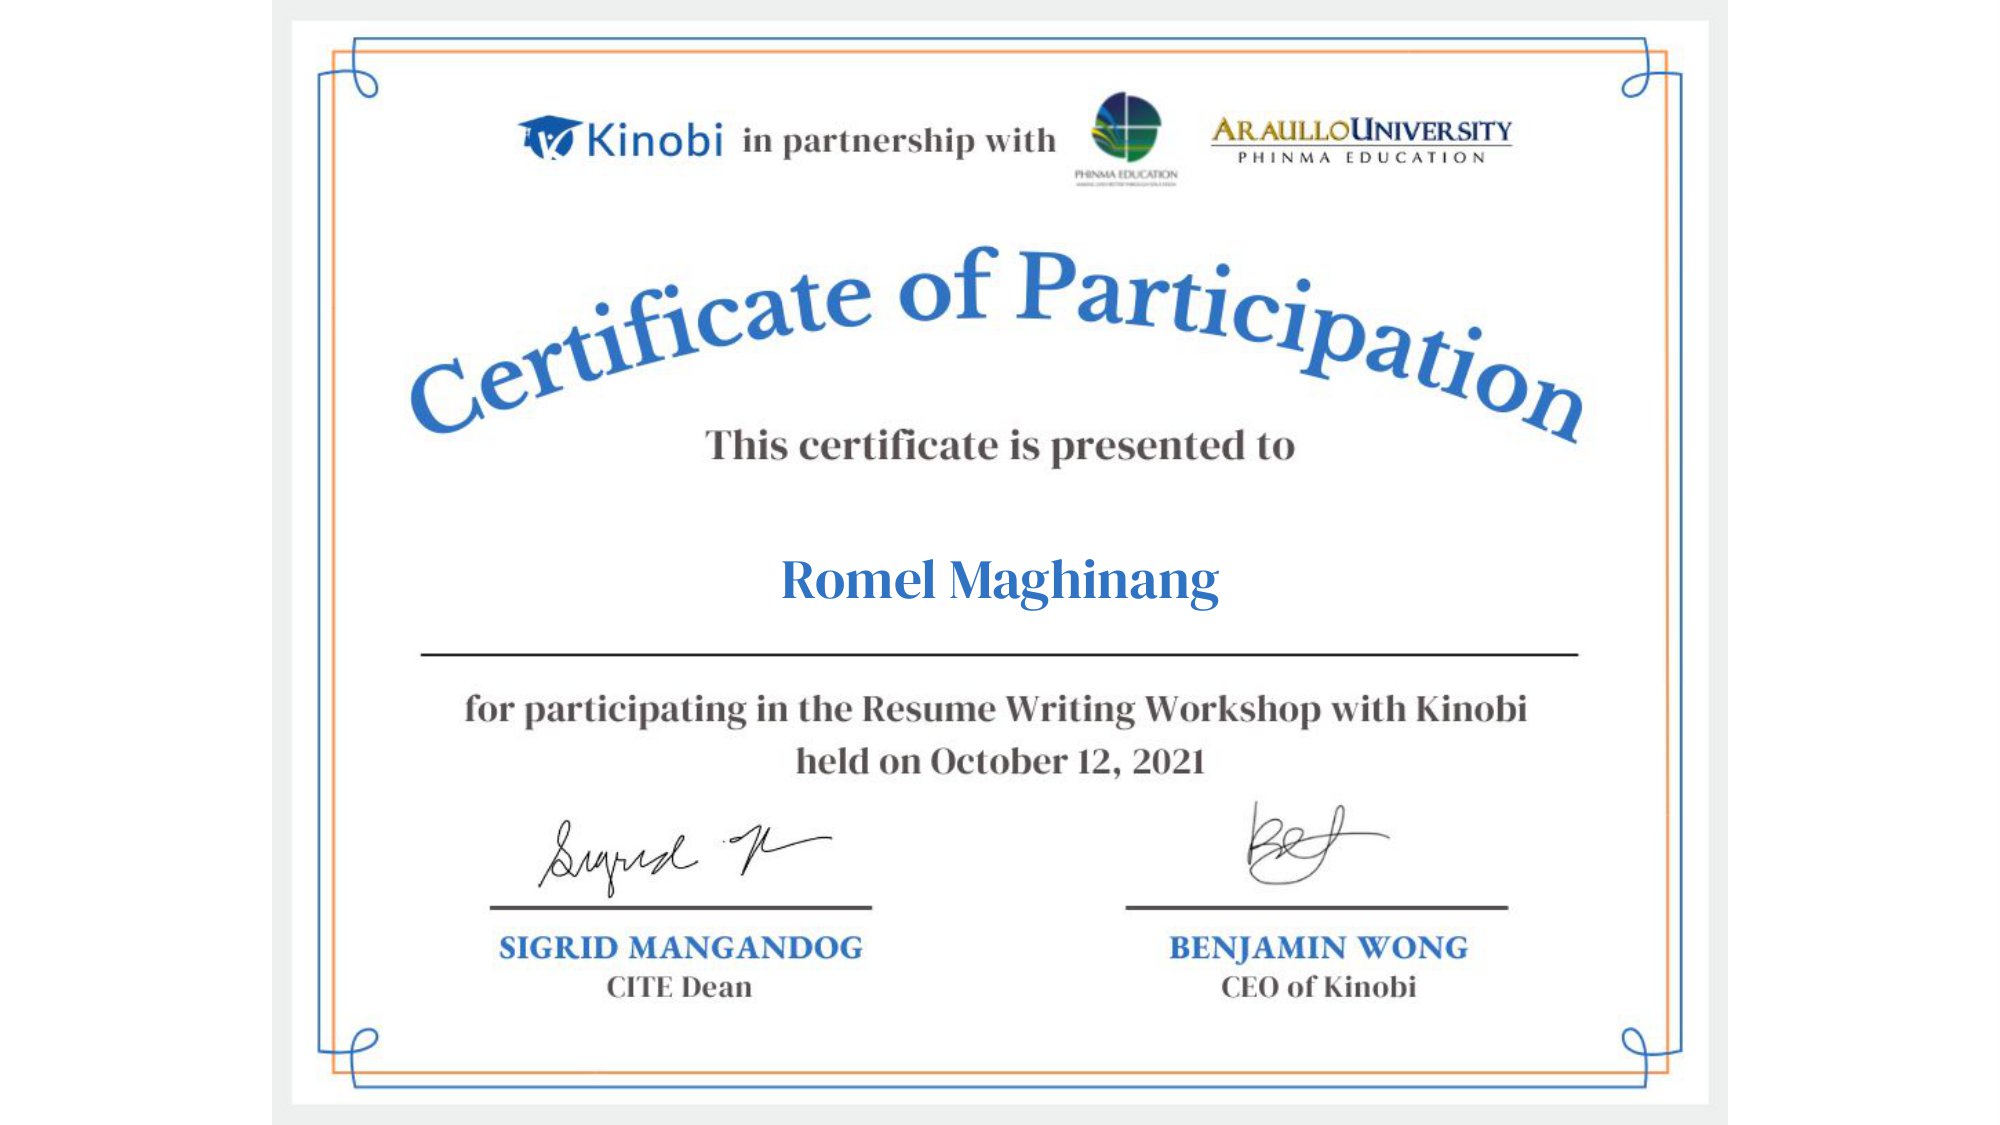 Kinobi in partnership with
PHINMA EDUCATION
ARAULLO UNIVERSITY
PHINMA EDUCATION
Certificate of Participation
This certificate is presented to
Romel Maghinang
for participating in the Resume Writing Workshop with Kinobi
held on October 12, 2021
Sigrid
SIGRID MANGANDOG
CITE Dean
BENJAMIN WONG
CEO of Kinobi